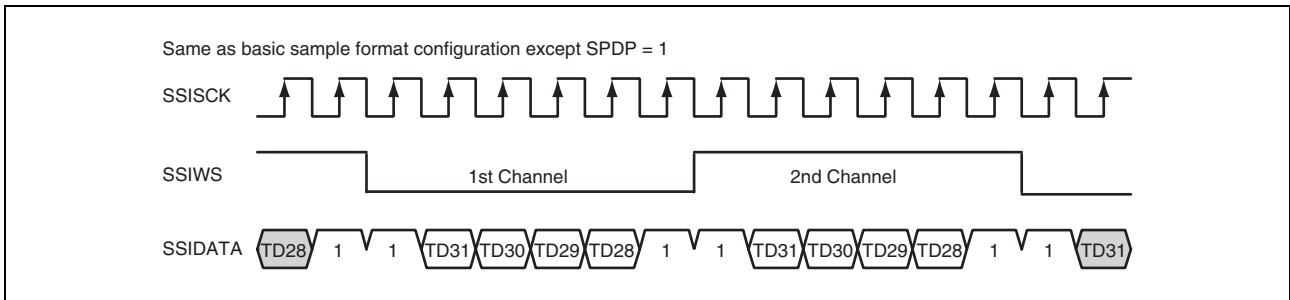 Same as basic sample format configuration except SPDP = 1
SSISCK
SSIWS 1st Channel 2nd Channel
SSIDATA TD28 1 1 TD31 TD30 TD29 TD28 1 1 TD31 TD30 TD29 TD28 1 1 TD31